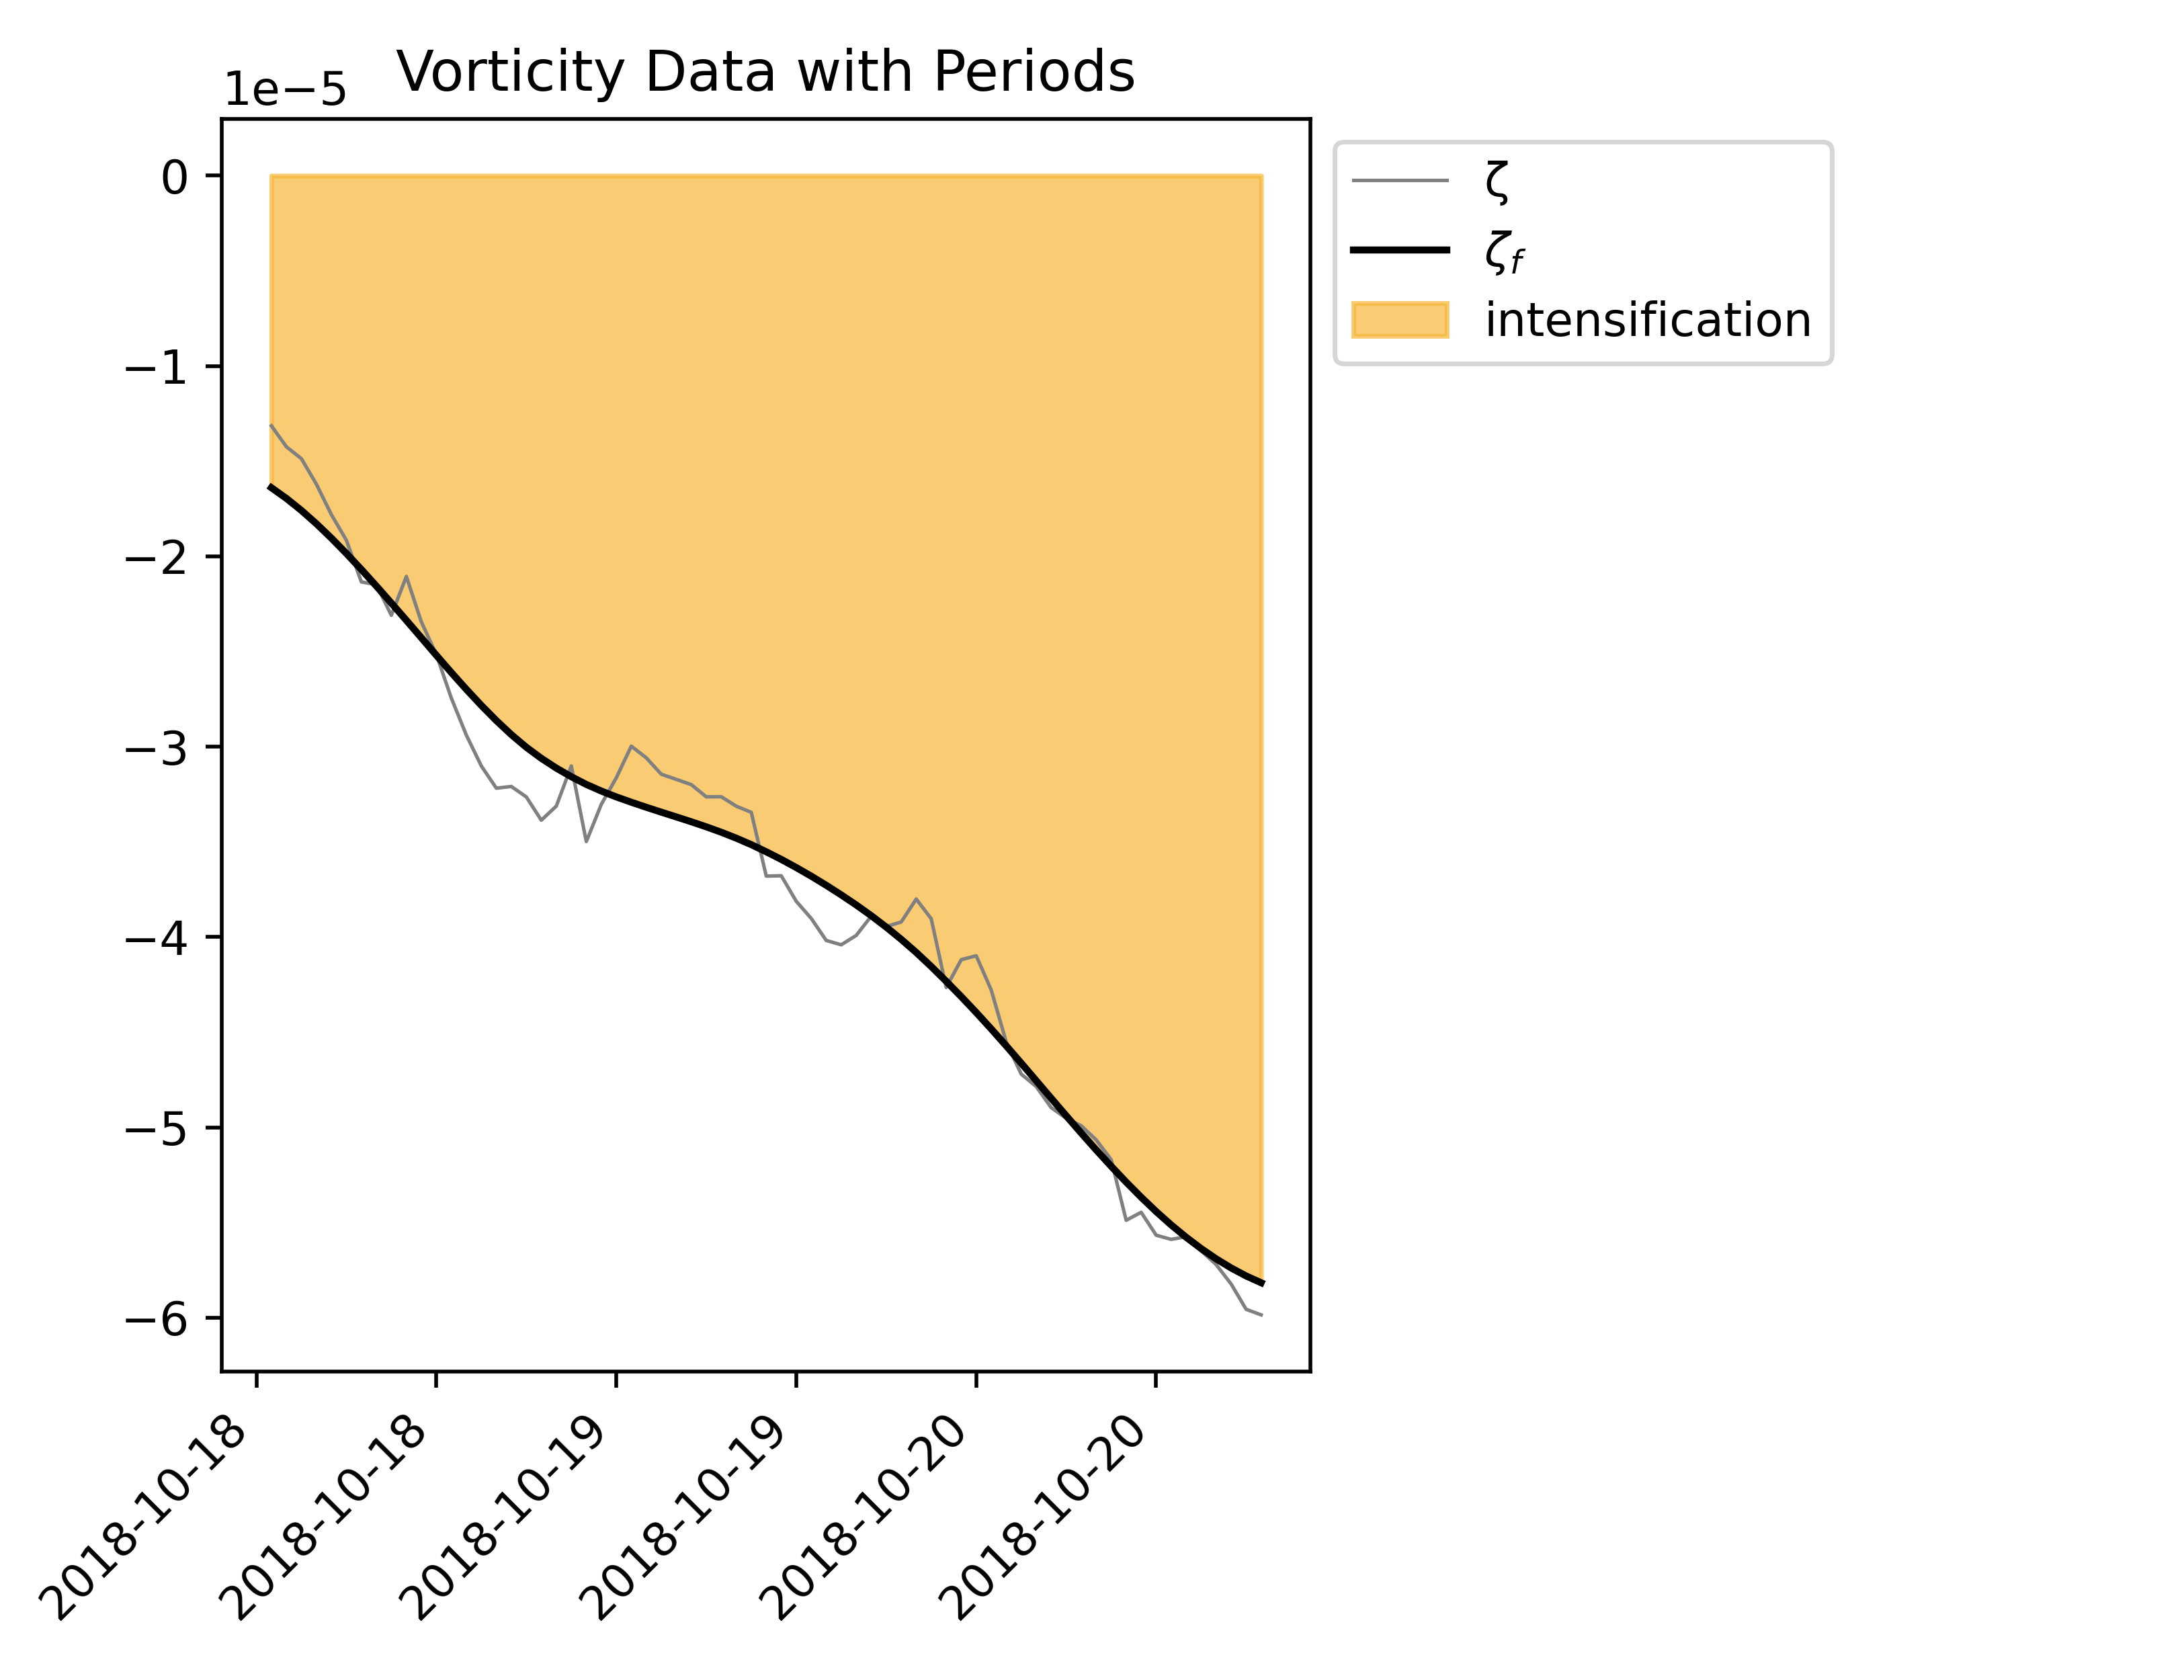 Vorticity Data with Periods
1e−5
0
−1
−2
−3
−4
−5
−6
2018-10-18
2018-10-18
2018-10-19
2018-10-19
2018-10-20
2018-10-20
ζ
ζf
intensification